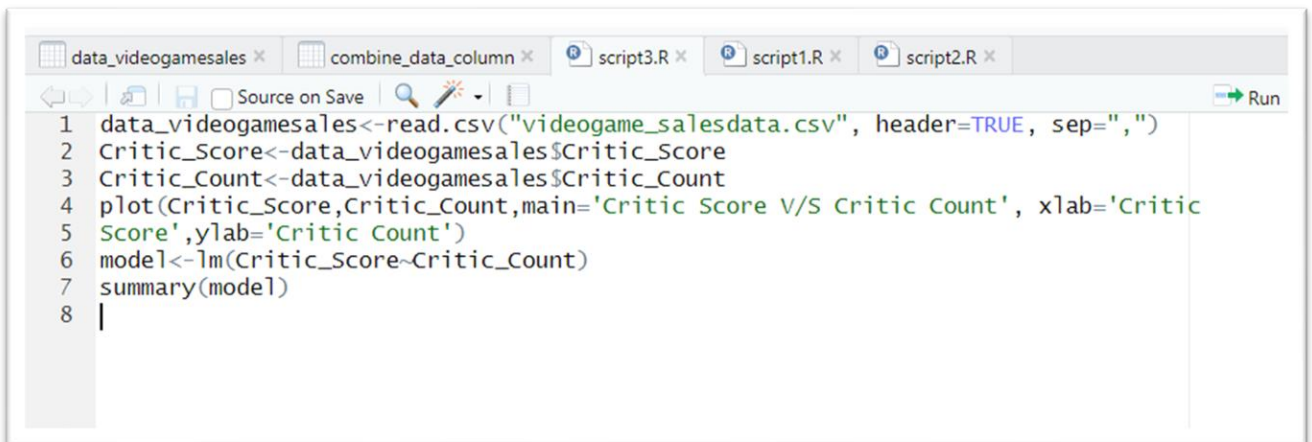 data_videogamesales × combine_data_column × script3.R × script1.R × script2.R ×
Source on Save Run
1 data_videogamesales<-read.csv("videogame_salesdata.csv", header=TRUE, sep=",")
2 Critic_Score<-data_videogamesales$Critic_Score
3 Critic_Count<-data_videogamesales$Critic_Count
4 plot(Critic_Score,Critic_Count,main='Critic Score V/S Critic Count', xlab='Critic
5 Score',ylab='Critic Count')
6 model<-lm(Critic_Score~Critic_Count)
7 summary(model)
8